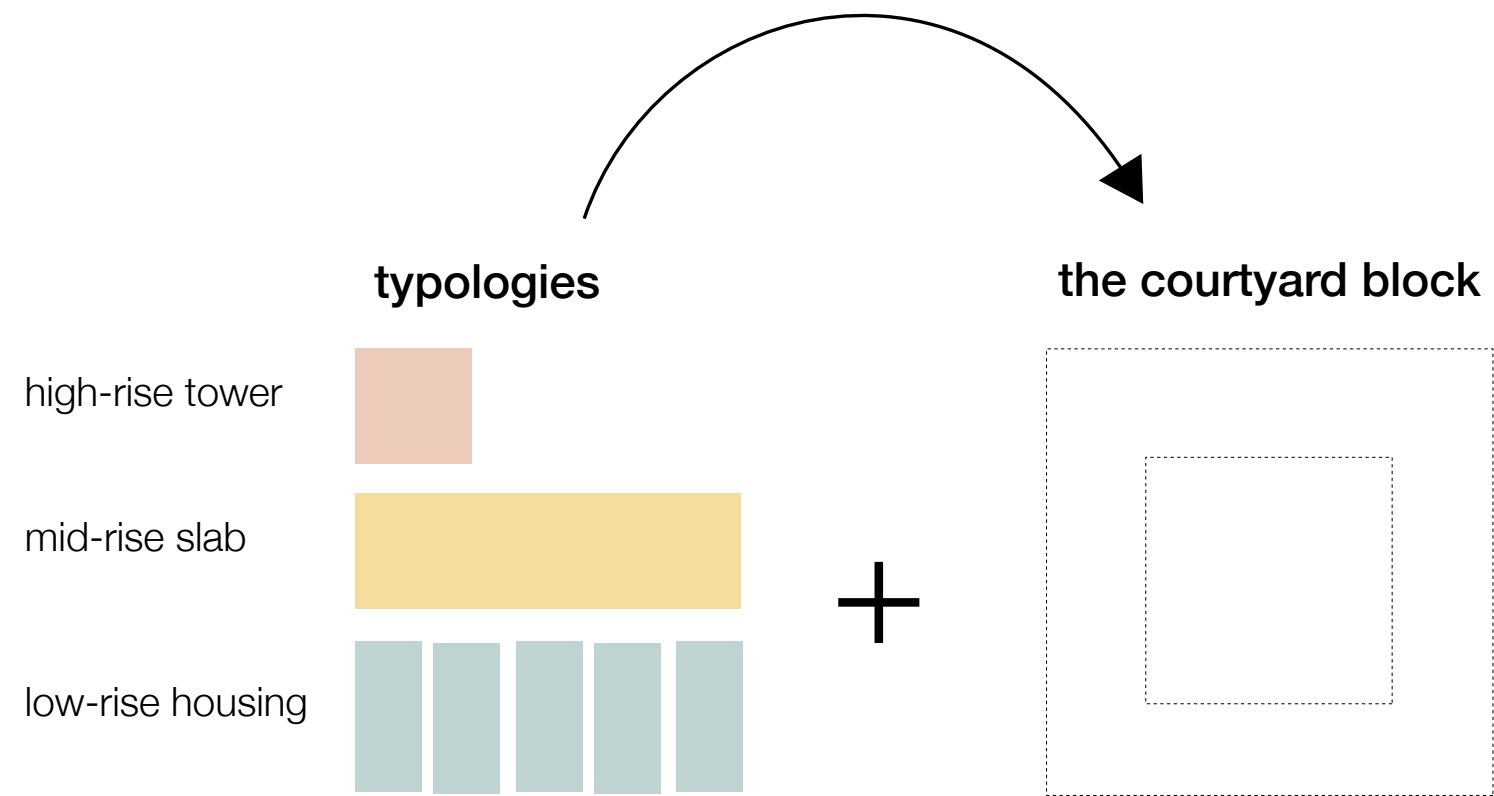 typologies
the courtyard block
high-rise tower
mid-rise slab
low-rise housing